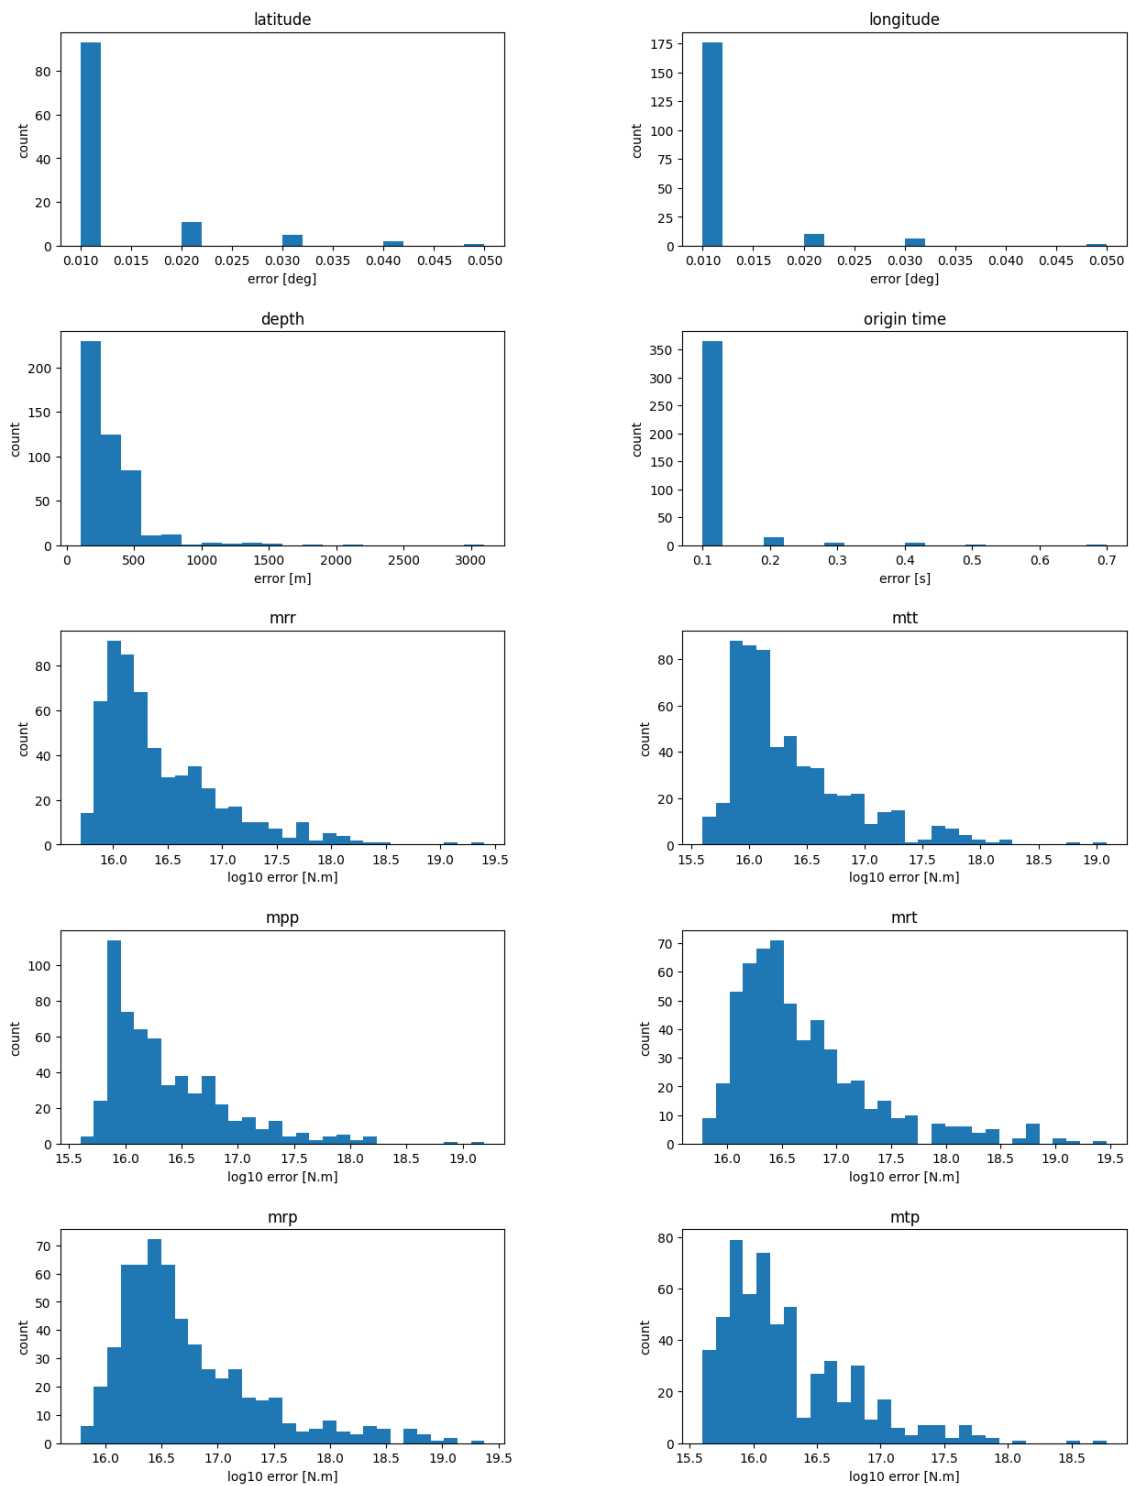 latitude
count
80
60
40
20
0
0.010 0.015 0.020 0.025 0.030 0.035 0.040 0.045 0.050
error [deg]
longitude
count
175
150
125
100
75
50
25
0
0.010 0.015 0.020 0.025 0.030 0.035 0.040 0.045 0.050
error [deg]
depth
count
200
150
100
50
0
0 500 1000 1500 2000 2500 3000
error [m]
origin time
count
350
300
250
200
150
100
50
0
0.1 0.2 0.3 0.4 0.5 0.6 0.7
error [s]
mrr
count
80
60
40
20
0
16.0 16.5 17.0 17.5 18.0 18.5 19.0 19.5
log10 error [N.m]
mtt
count
80
60
40
20
0
15.5 16.0 16.5 17.0 17.5 18.0 18.5 19.0
log10 error [N.m]
mpp
count
100
80
60
40
20
0
15.5 16.0 16.5 17.0 17.5 18.0 18.5 19.0
log10 error [N.m]
mrt
count
70
60
50
40
30
20
10
0
16.0 16.5 17.0 17.5 18.0 18.5 19.0 19.5
log10 error [N.m]
mrp
count
70
60
50
40
30
20
10
0
16.0 16.5 17.0 17.5 18.0 18.5 19.0 19.5
log10 error [N.m]
mtp
count
80
60
40
20
0
15.5 16.0 16.5 17.0 17.5 18.0 18.5
log10 error [N.m]